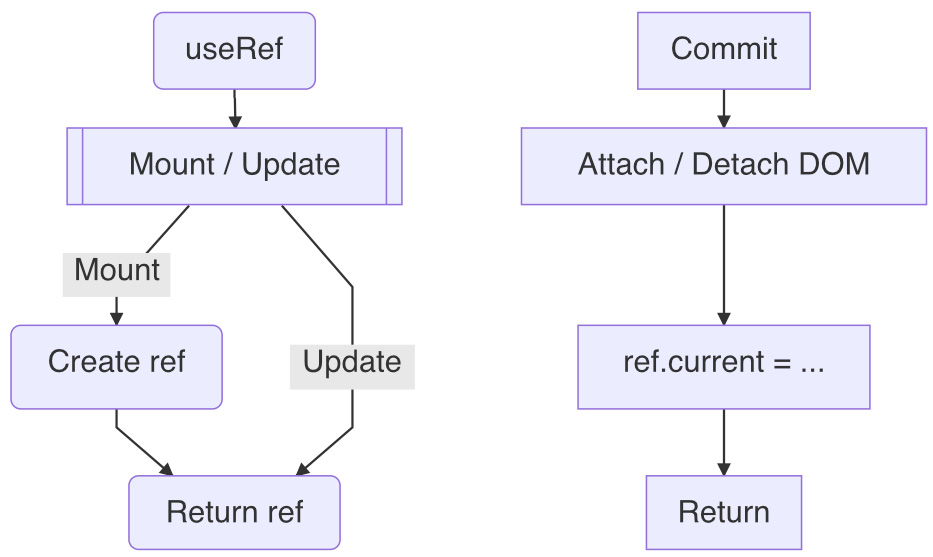 useRef
Mount / Update
Mount
Create ref
Update
Return ref
Commit
Attach / Detach DOM
ref.current = ...
Return